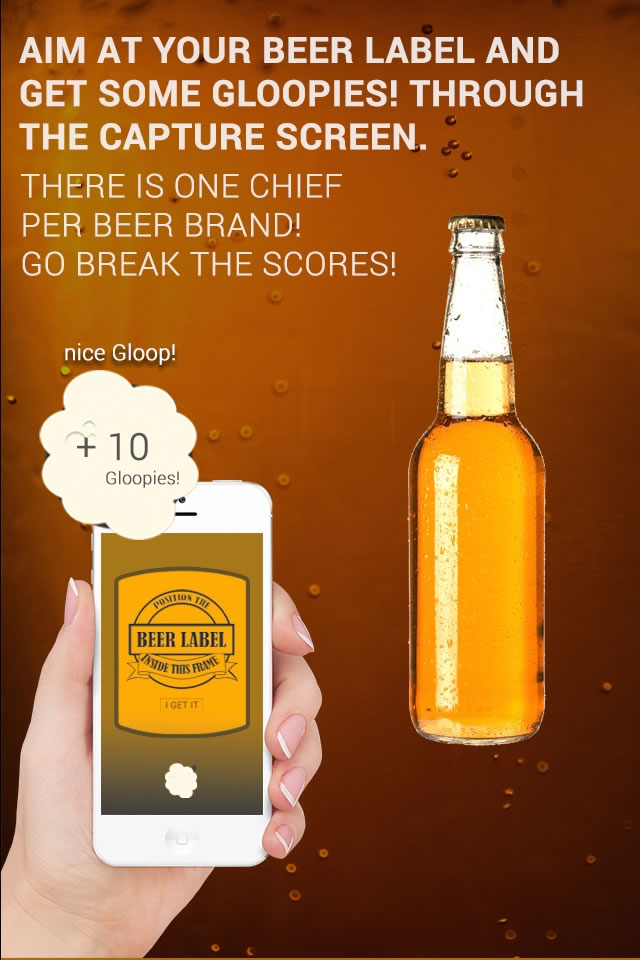 AIM AT YOUR BEER LABEL AND
GET SOME GLOOPIES! THROUGH
THE CAPTURE SCREEN.
THERE IS ONE CHIEF
PER BEER BRAND!
GO BREAK THE SCORES!
nice Gloop!
+ 10
Gloopies!
POSITION THE
BEER LABEL
INSIDE THIS FRAME
I GET IT